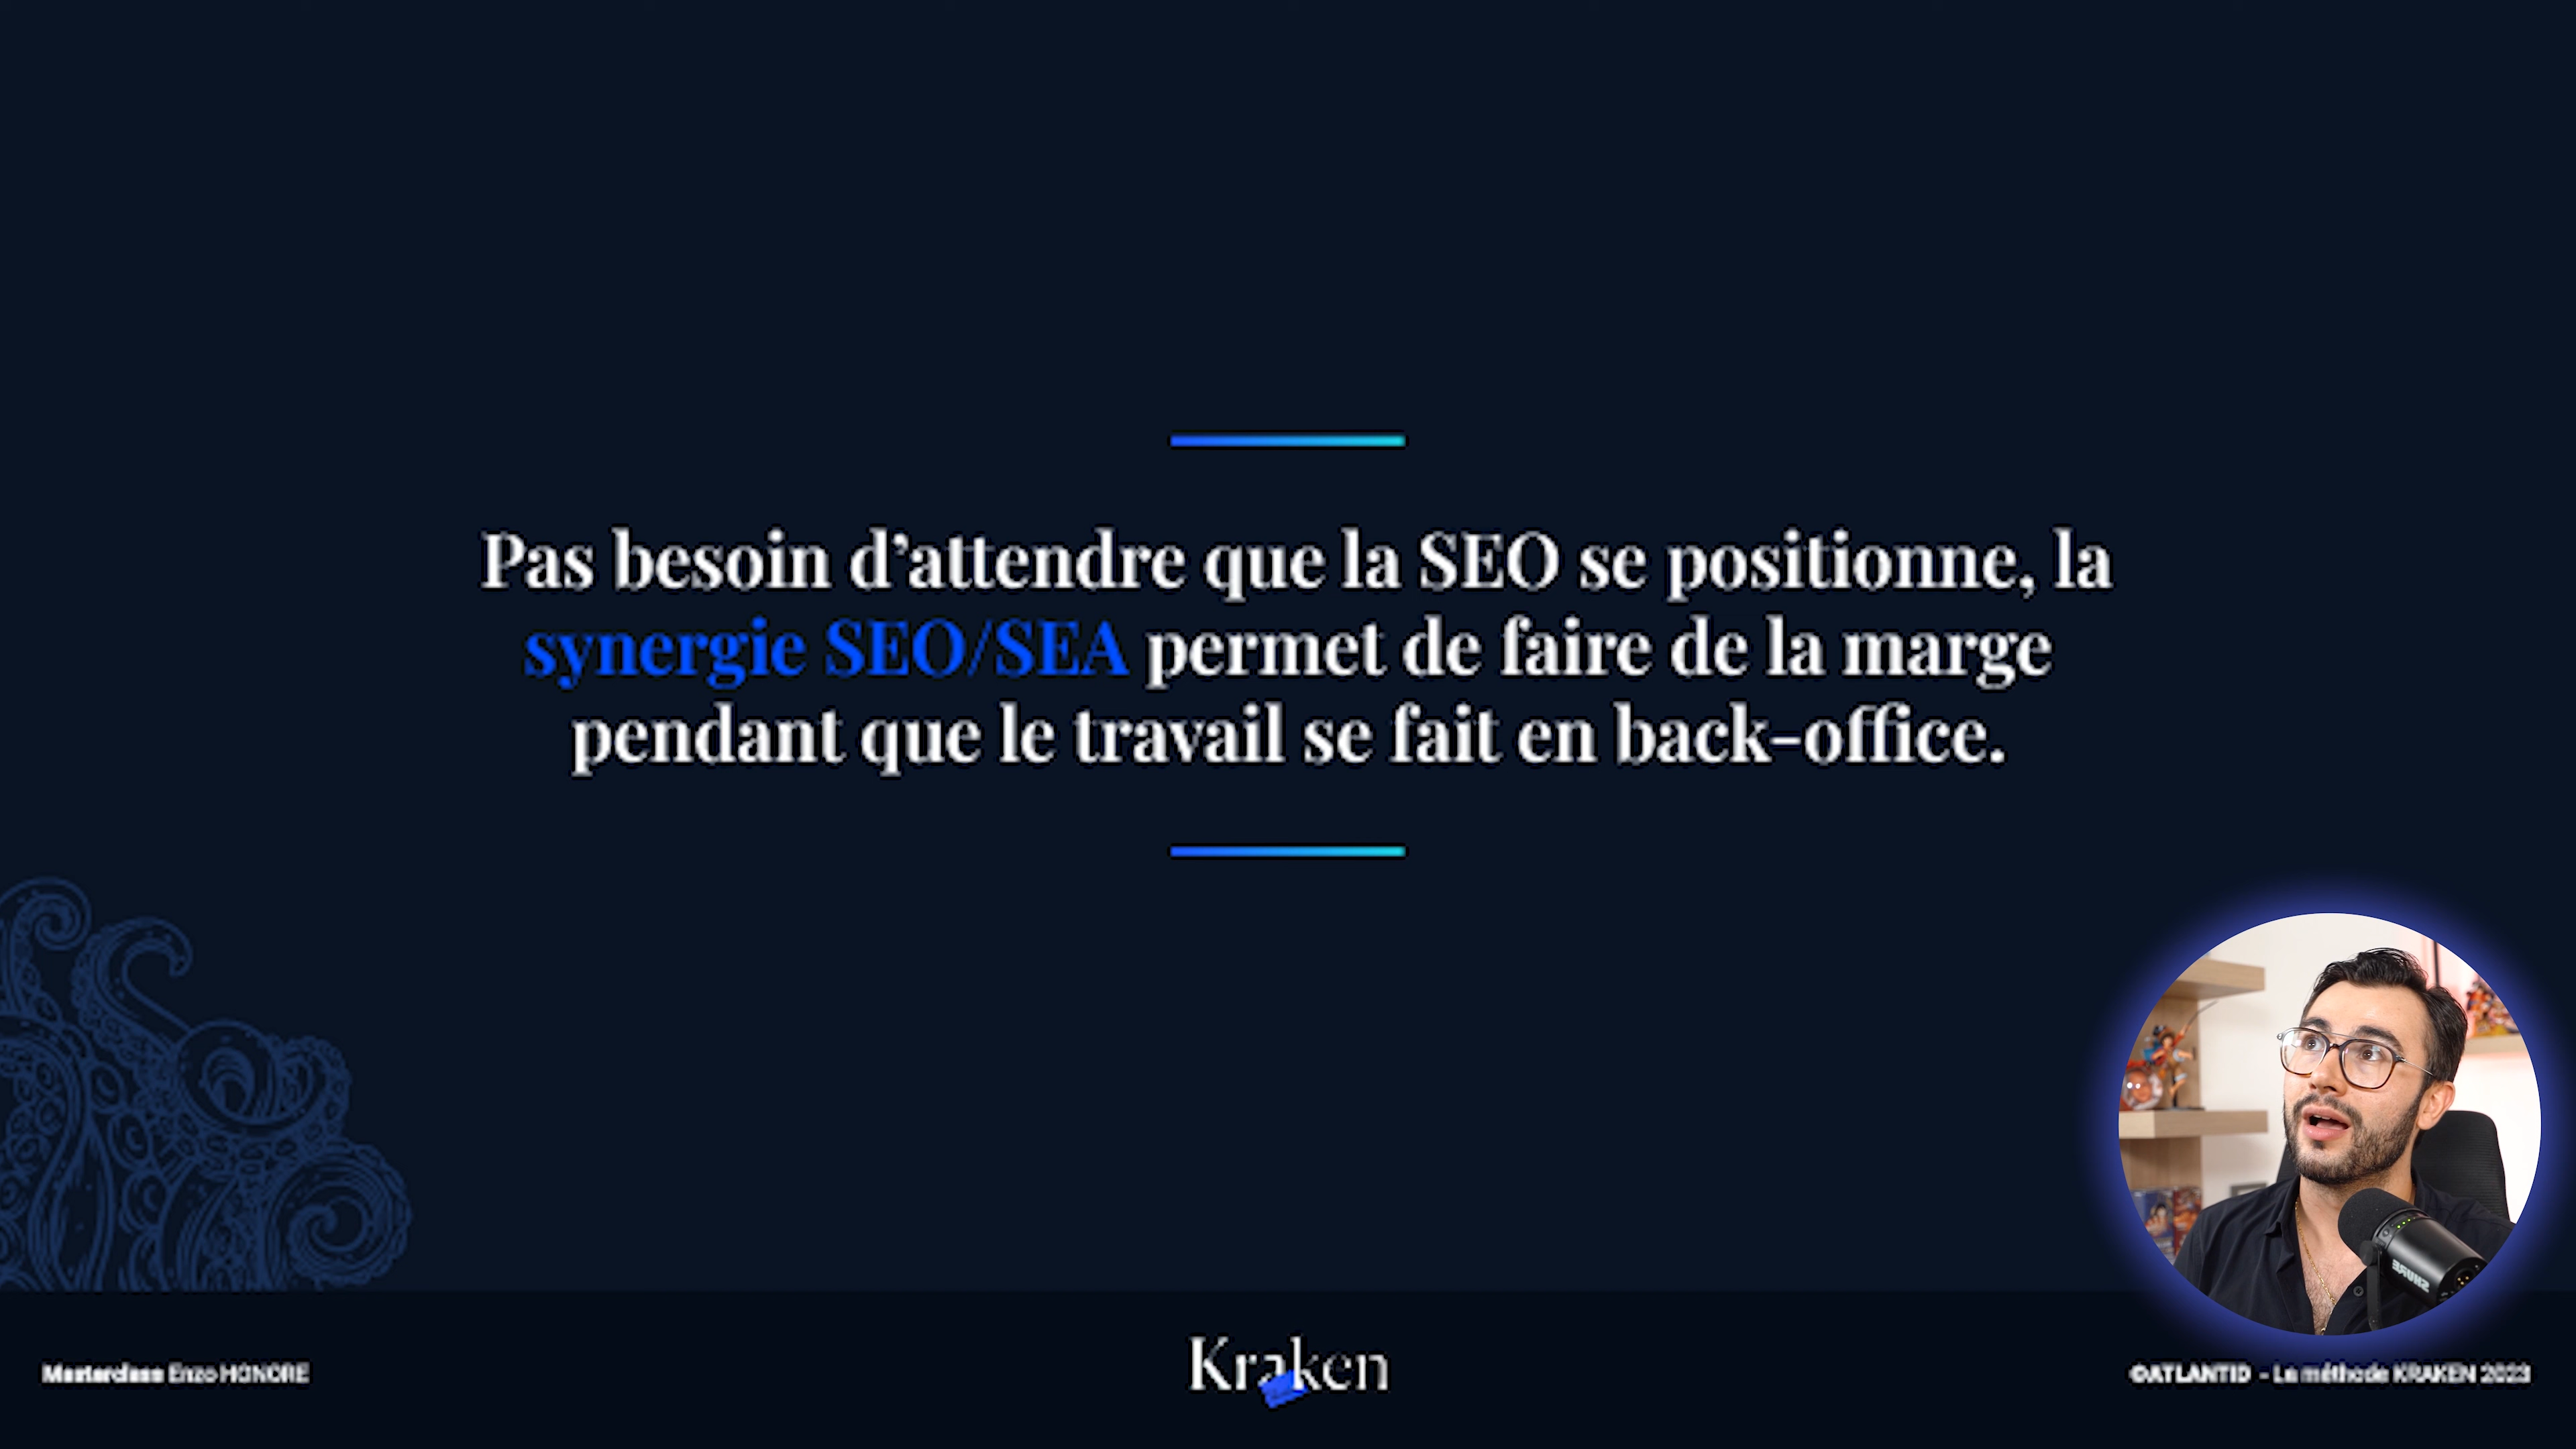 Pas besoin d’attendre que la SEO se positionne, la
synergie SEO/SEA permet de faire de la marge
pendant que le travail se fait en back-office.
SHURE
Masterclass Enzo HONORE
Kraken
©ATLANTID - La méthode KRAKEN 2023